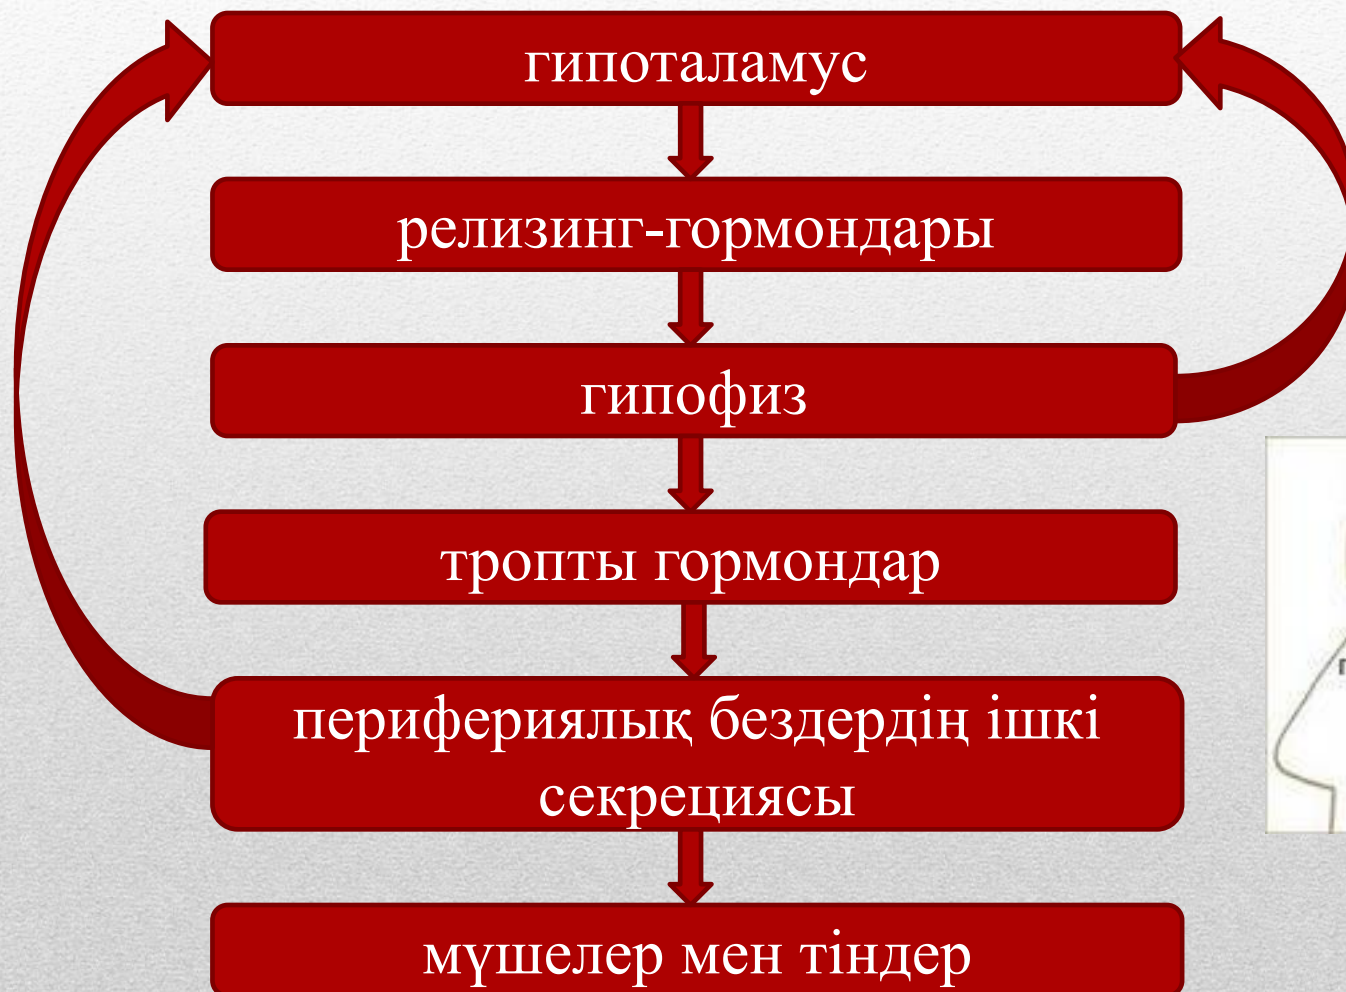 гипоталамус
релизинг-гормондары
гипофиз
тропты гормондар
перифериялық бездердің ішкі
секрециясы
мүшелер мен тіндер